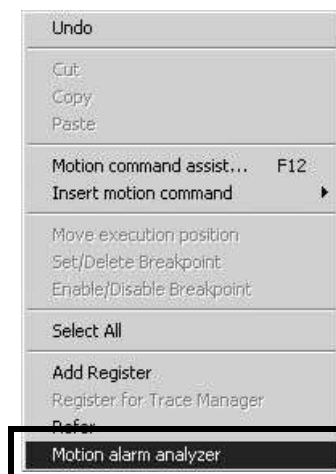 Undo
Cut
Copy
Paste
Motion command assist... F12
Insert motion command
Move execution position
Set/Delete Breakpoint
Enable/Disable Breakpoint
Select All
Add Register
Register for Trace Manager
Refer
Motion alarm analyzer